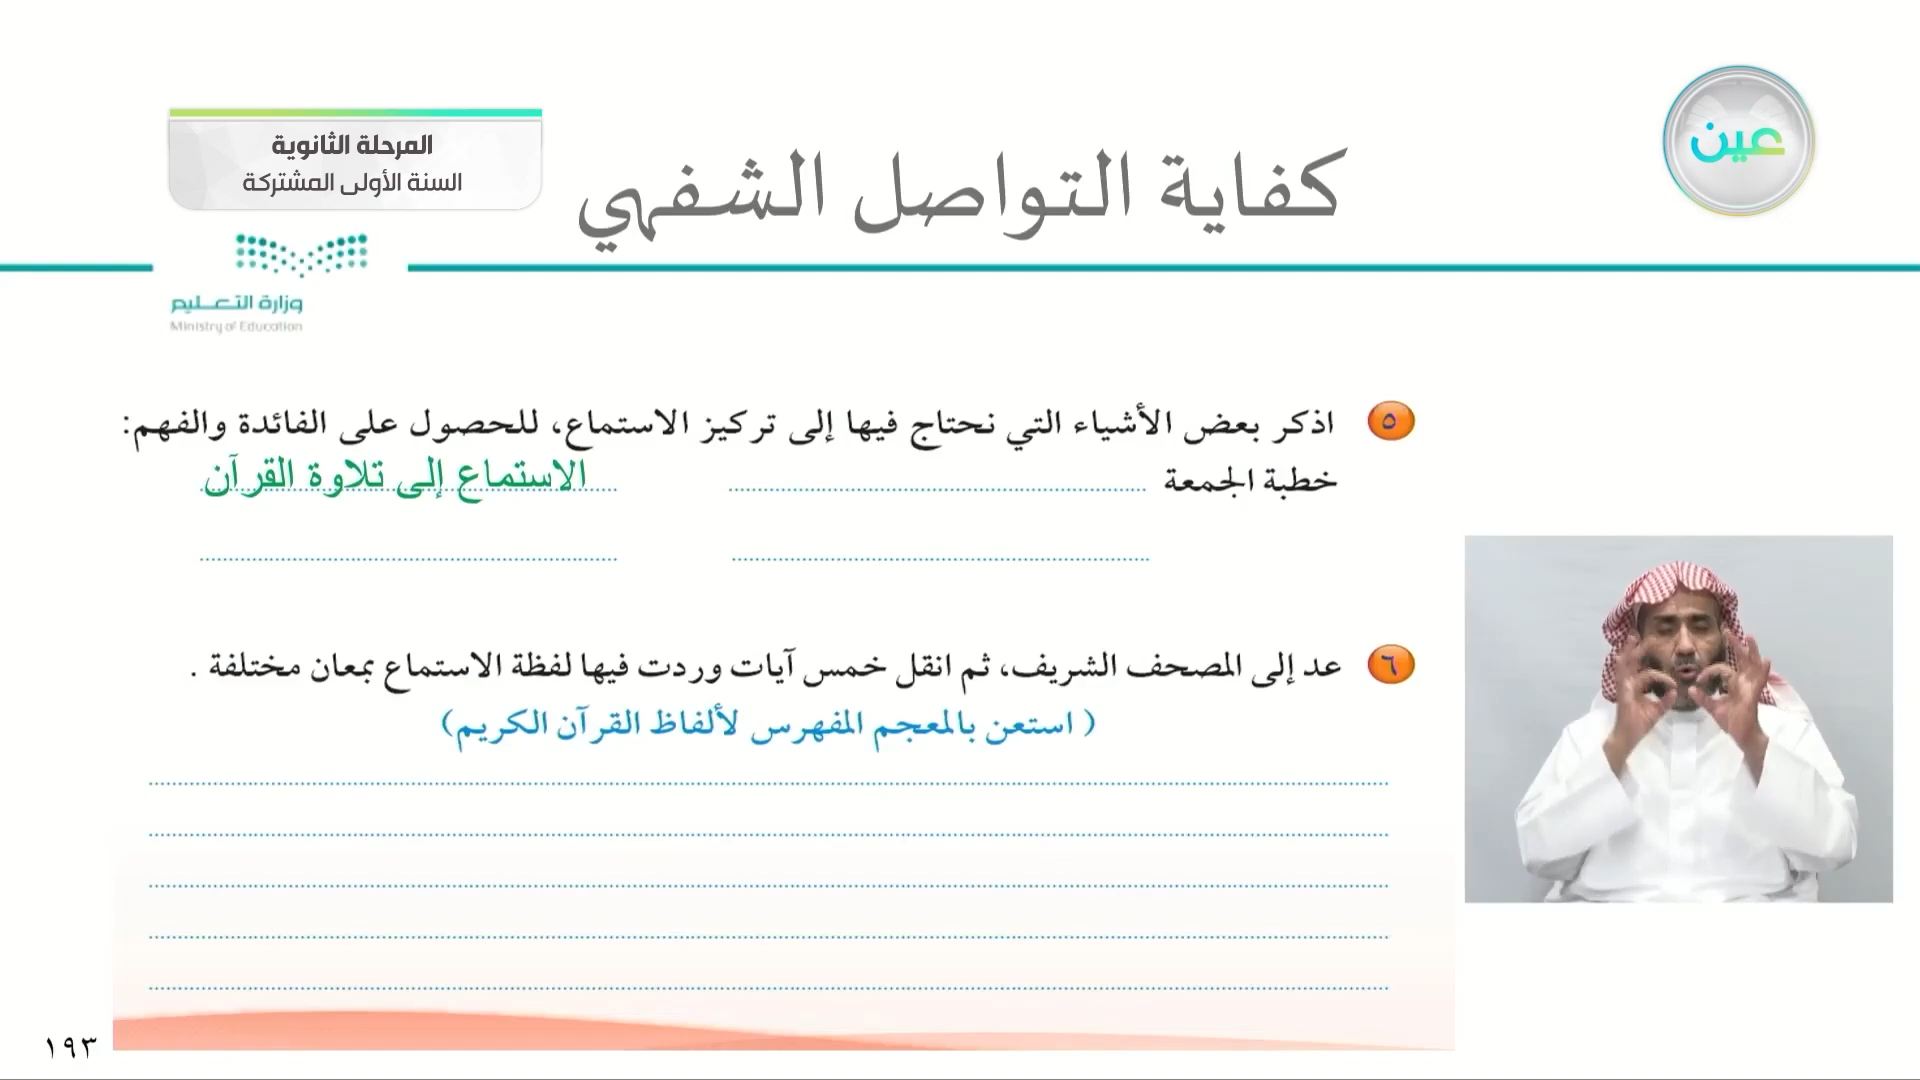 عين
المرحلة الثانوية
السنة الأولى المشتركة
كفاية التواصل الشفهي
وزارة التعليم
Ministry of Education
٥ اذكر بعض الأشياء التي نحتاج فيها إلى تركيز الاستماع، للحصول على الفائدة والفهم:
خطبة الجمعة الاستماع إلى تلاوة القرآن
٦ عد إلى المصحف الشريف، ثم انقل خمس آيات وردت فيها لفظة الاستماع بمعان مختلفة .
( استعن بالمعجم المفهرس لألفاظ القرآن الكريم)
١٩٣